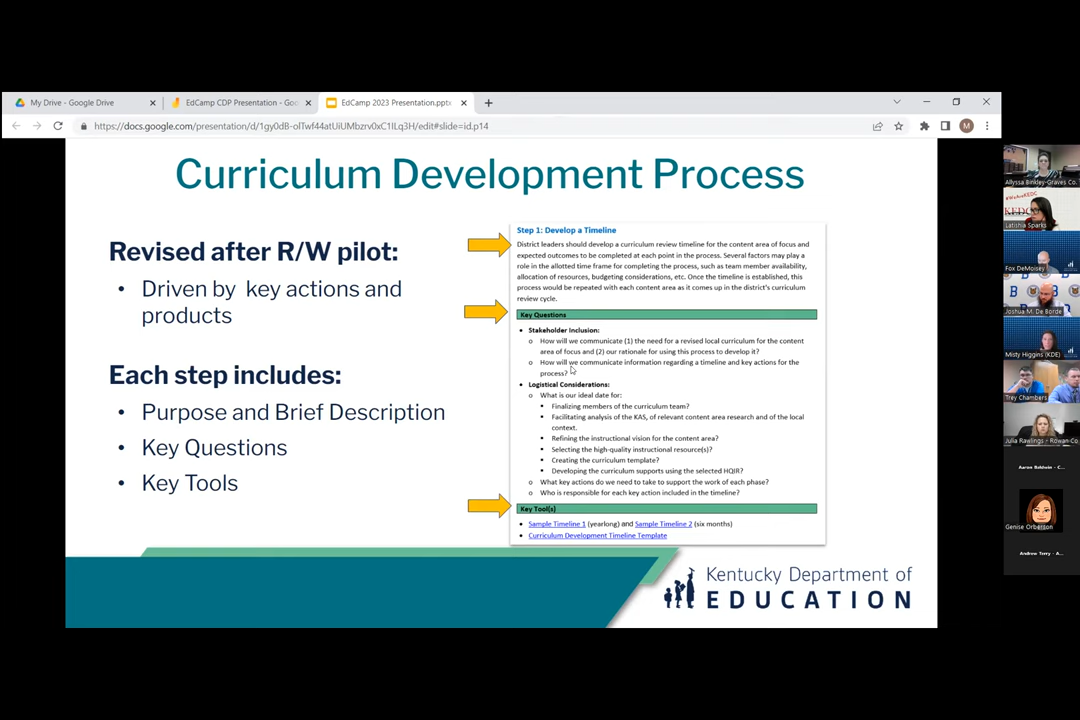 My Drive - Google Drive
EdCamp CDP Presentation - Goo
EdCamp 2023 Presentation.pptx
https://docs.google.com/presentation/d/1gy0dB-olTwf44atUiUMbzrv0xC1ILq3H/edit#slide=id.p14
M
Curriculum Development Process
Revised after R/W pilot:
• Driven by key actions and
products
Each step includes:
• Purpose and Brief Description
• Key Questions
• Key Tools
Step 1: Develop a Timeline
District leaders should develop a curriculum review timeline for the content area of focus and
expected outcomes to be completed at each point in the process. Several factors may play a
role in the allotted time frame for completing the process, such as team member availability,
allocation of resources, budgeting considerations, etc. Once the timeline is established, this
process would be repeated with each content area as it comes up in the district's curriculum
review cycle.
Key Questions
• Stakeholder Inclusion:
o How will we communicate (1) the need for a revised local curriculum for the content
area of focus and (2) our rationale for using this process to develop it?
o How will we communicate information regarding a timeline and key actions for the
process?
• Logistical Considerations:
o What is our ideal date for:
▪ Finalizing members of the curriculum team?
▪ Facilitating analysis of the KAS, of relevant content area research and of the local
context.
▪ Refining the instructional vision for the content area?
▪ Selecting the high-quality instructional resource(s)?
▪ Creating the curriculum template?
▪ Developing the curriculum supports using the selected HQIR?
o What key actions do we need to take to support the work of each phase?
o Who is responsible for each key action included in the timeline?
Key Tool(s)
• Sample Timeline 1 (yearlong) and Sample Timeline 2 (six months)
• Curriculum Development Timeline Template
Kentucky Department of
EDUCATION
Allyssa Binkley-Graves Co.
Letishia Sparks
Fox DeMoisey
Joshua M. De Borde
Misty Higgins (KDE)
Trey Chambers
Julia Rawlings - Rowan Co
Aaron Baldwin - C...
Genise Orberson
Andrew Terry - A...